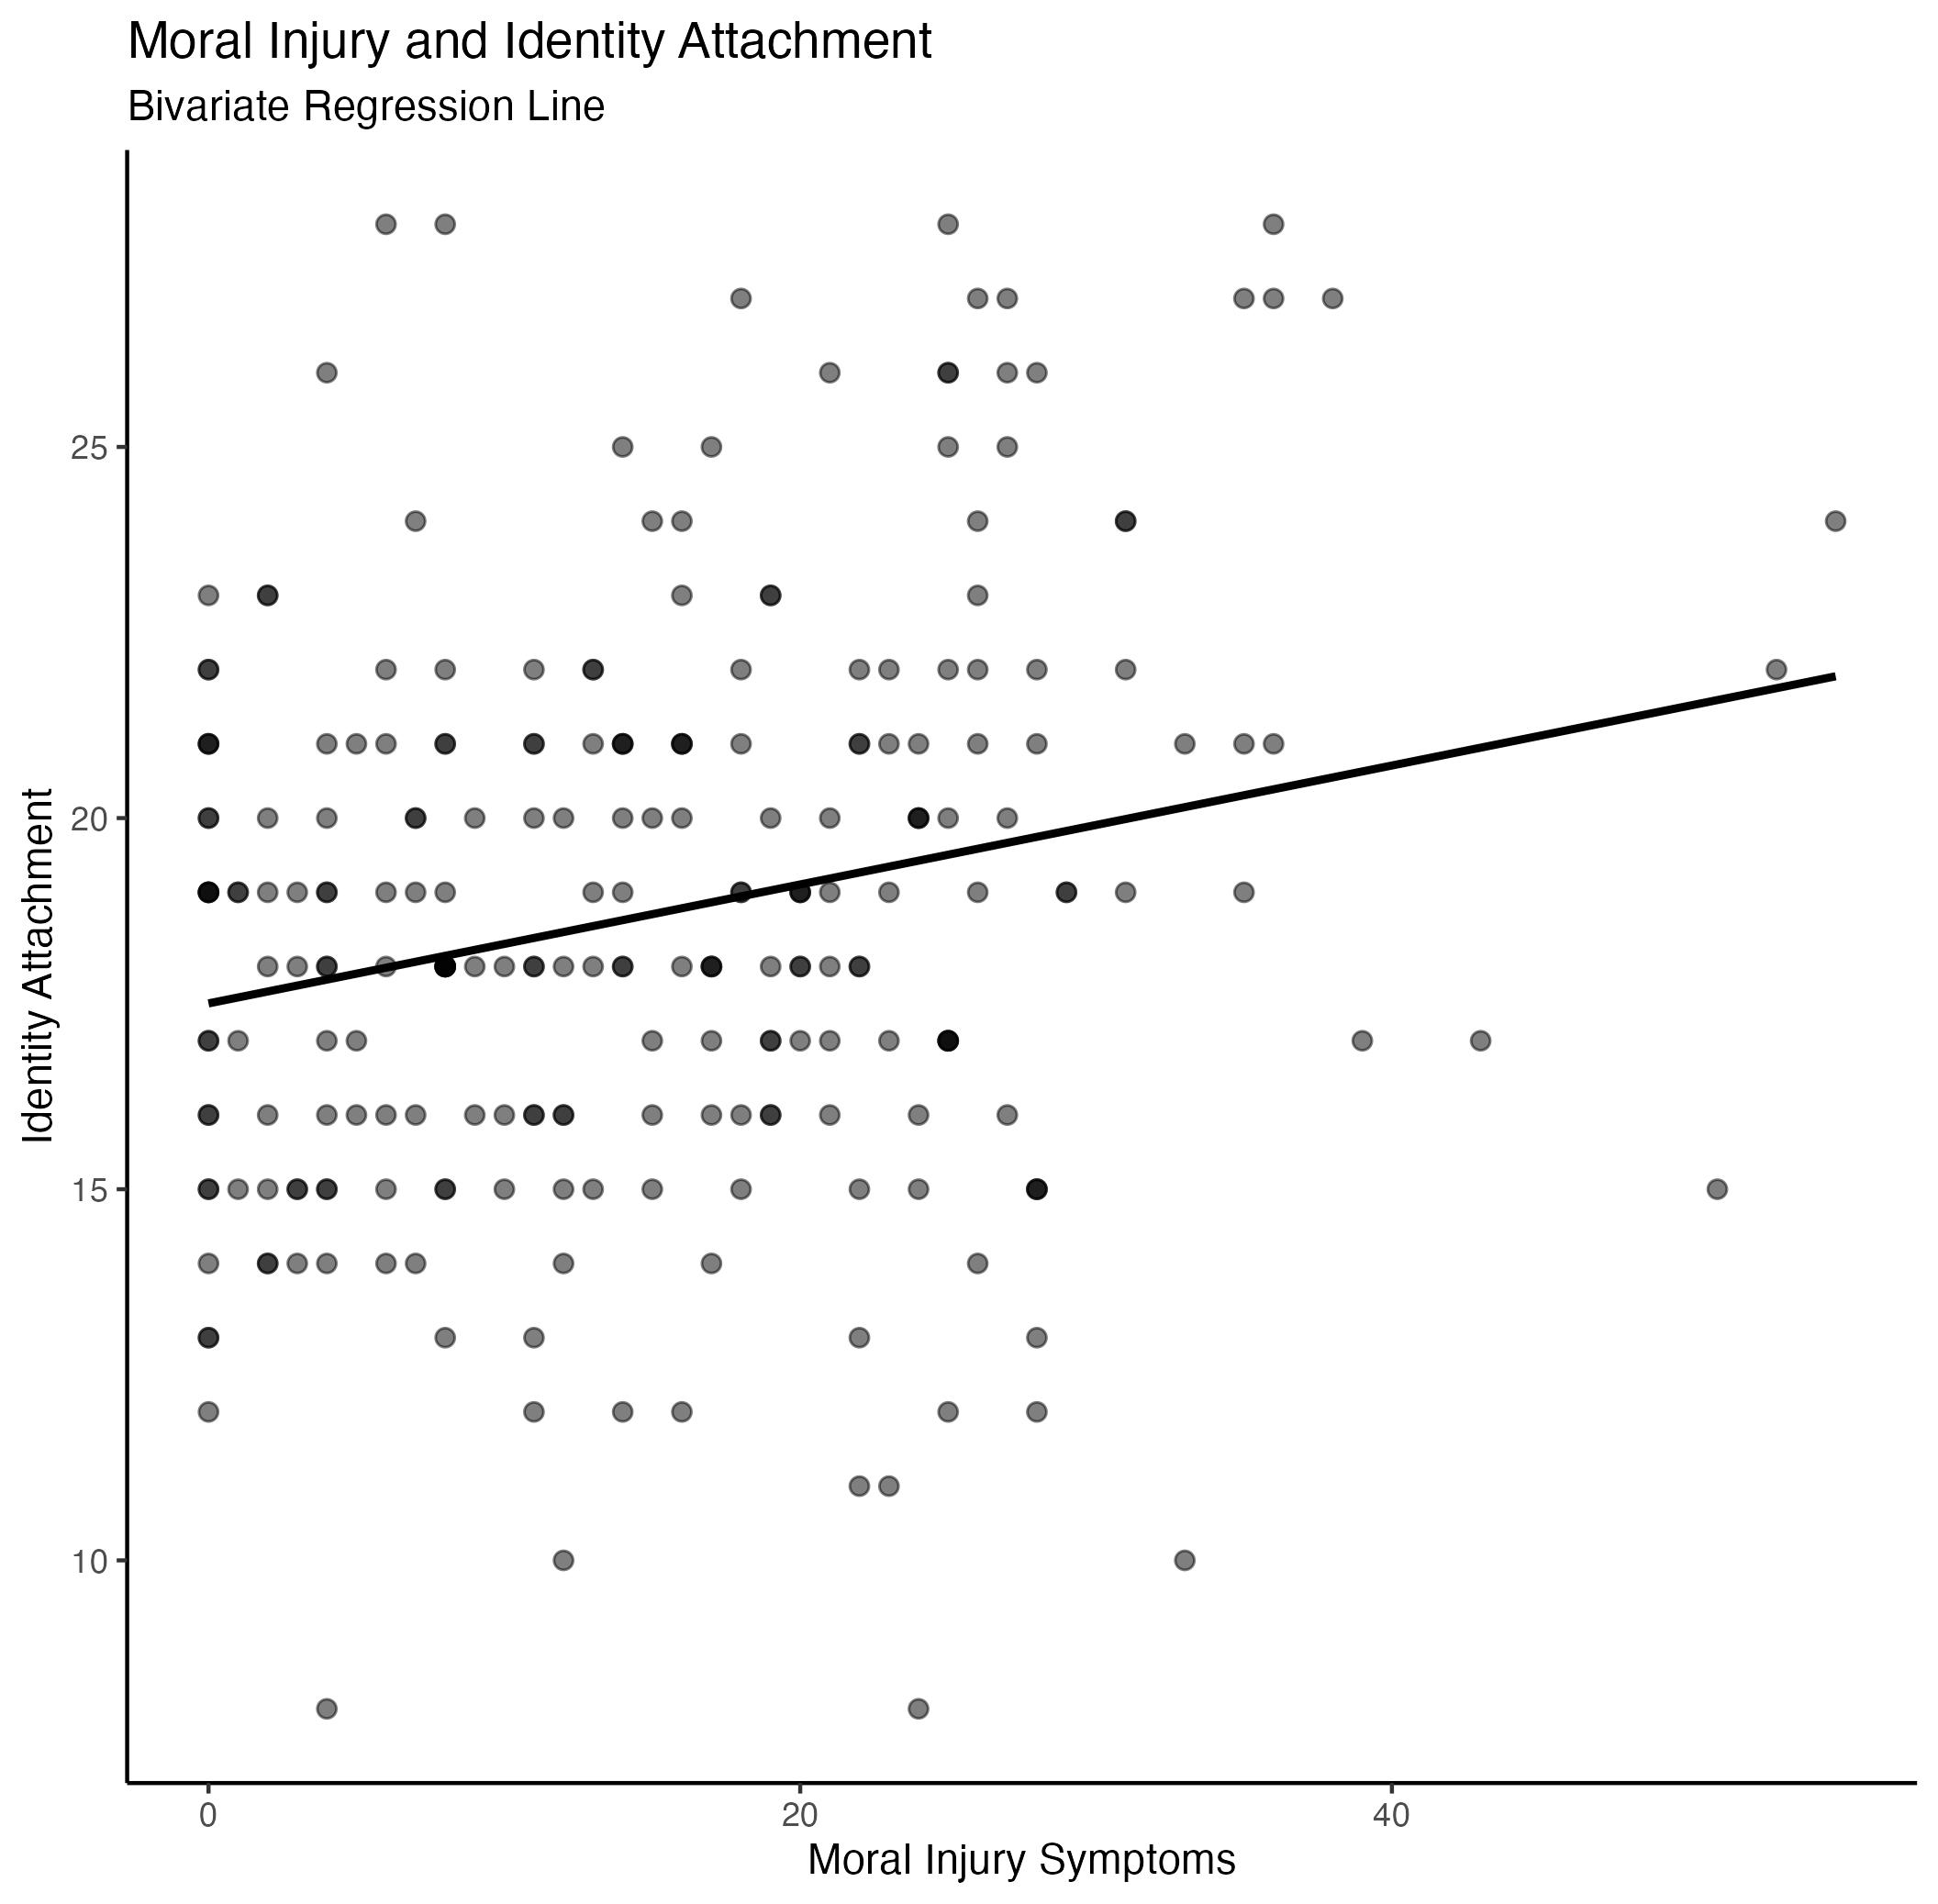 Moral Injury and Identity Attachment
Bivariate Regression Line
Identity Attachment
25
20
15
10
0
20
40
Moral Injury Symptoms